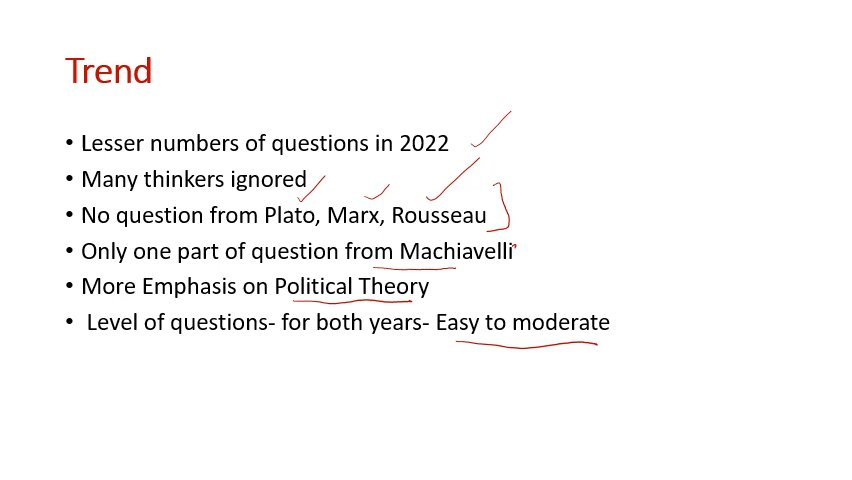 Trend
• Lesser numbers of questions in 2022
• Many thinkers ignored
• No question from Plato, Marx, Rousseau
• Only one part of question from Machiavelli
• More Emphasis on Political Theory
• Level of questions- for both years- Easy to moderate